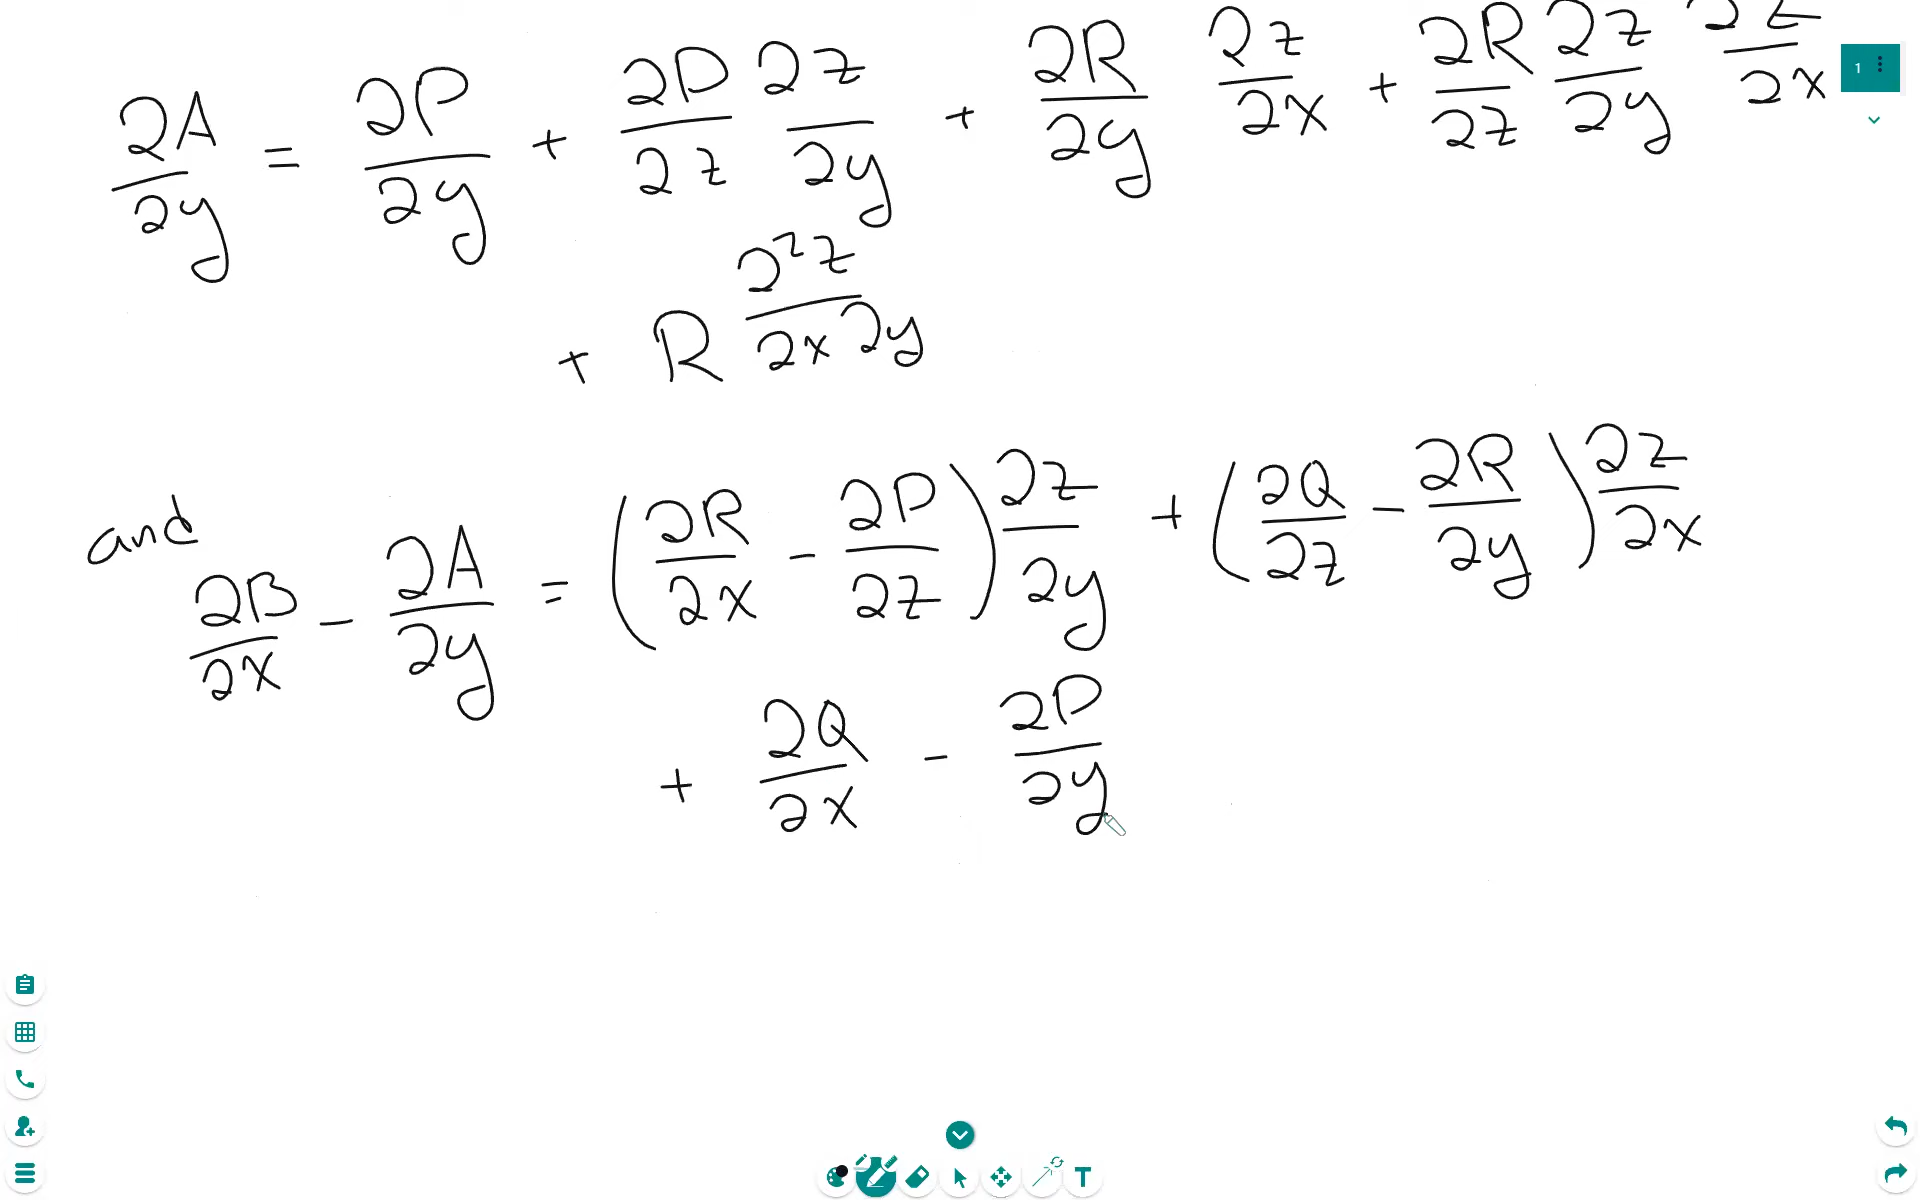 ∂A/∂y = ∂P/∂y + ∂P/∂z ∂z/∂y + ∂R/∂y ∂z/∂x + ∂R/∂z ∂z/∂y ∂z/∂x
+ R ∂²z/∂x∂y
and
∂B/∂x - ∂A/∂y = (∂R/∂x - ∂P/∂z) ∂z/∂y + (∂Q/∂z - ∂R/∂y) ∂z/∂x
+ ∂Q/∂x - ∂P/∂y
1
T